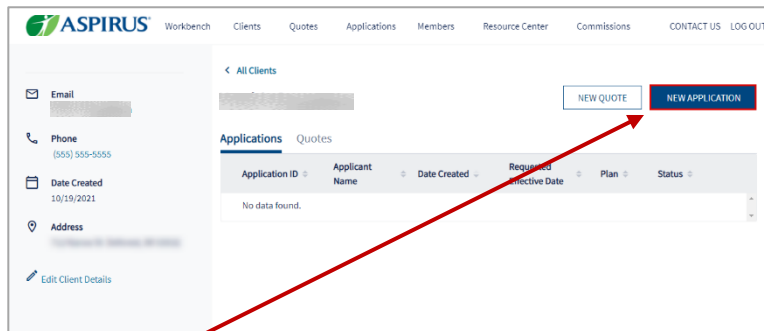 ASPIRUS Workbench Clients Quotes Applications Members Resource Center Commissions CONTACT US LOG OUT
< All Clients
Email
NEW QUOTE NEW APPLICATION
Phone
(555) 555-5555
Applications Quotes
Application ID Applicant Name Date Created Requested Effective Date Plan Status
No data found.
Date Created
10/19/2021
Address
Edit Client Details